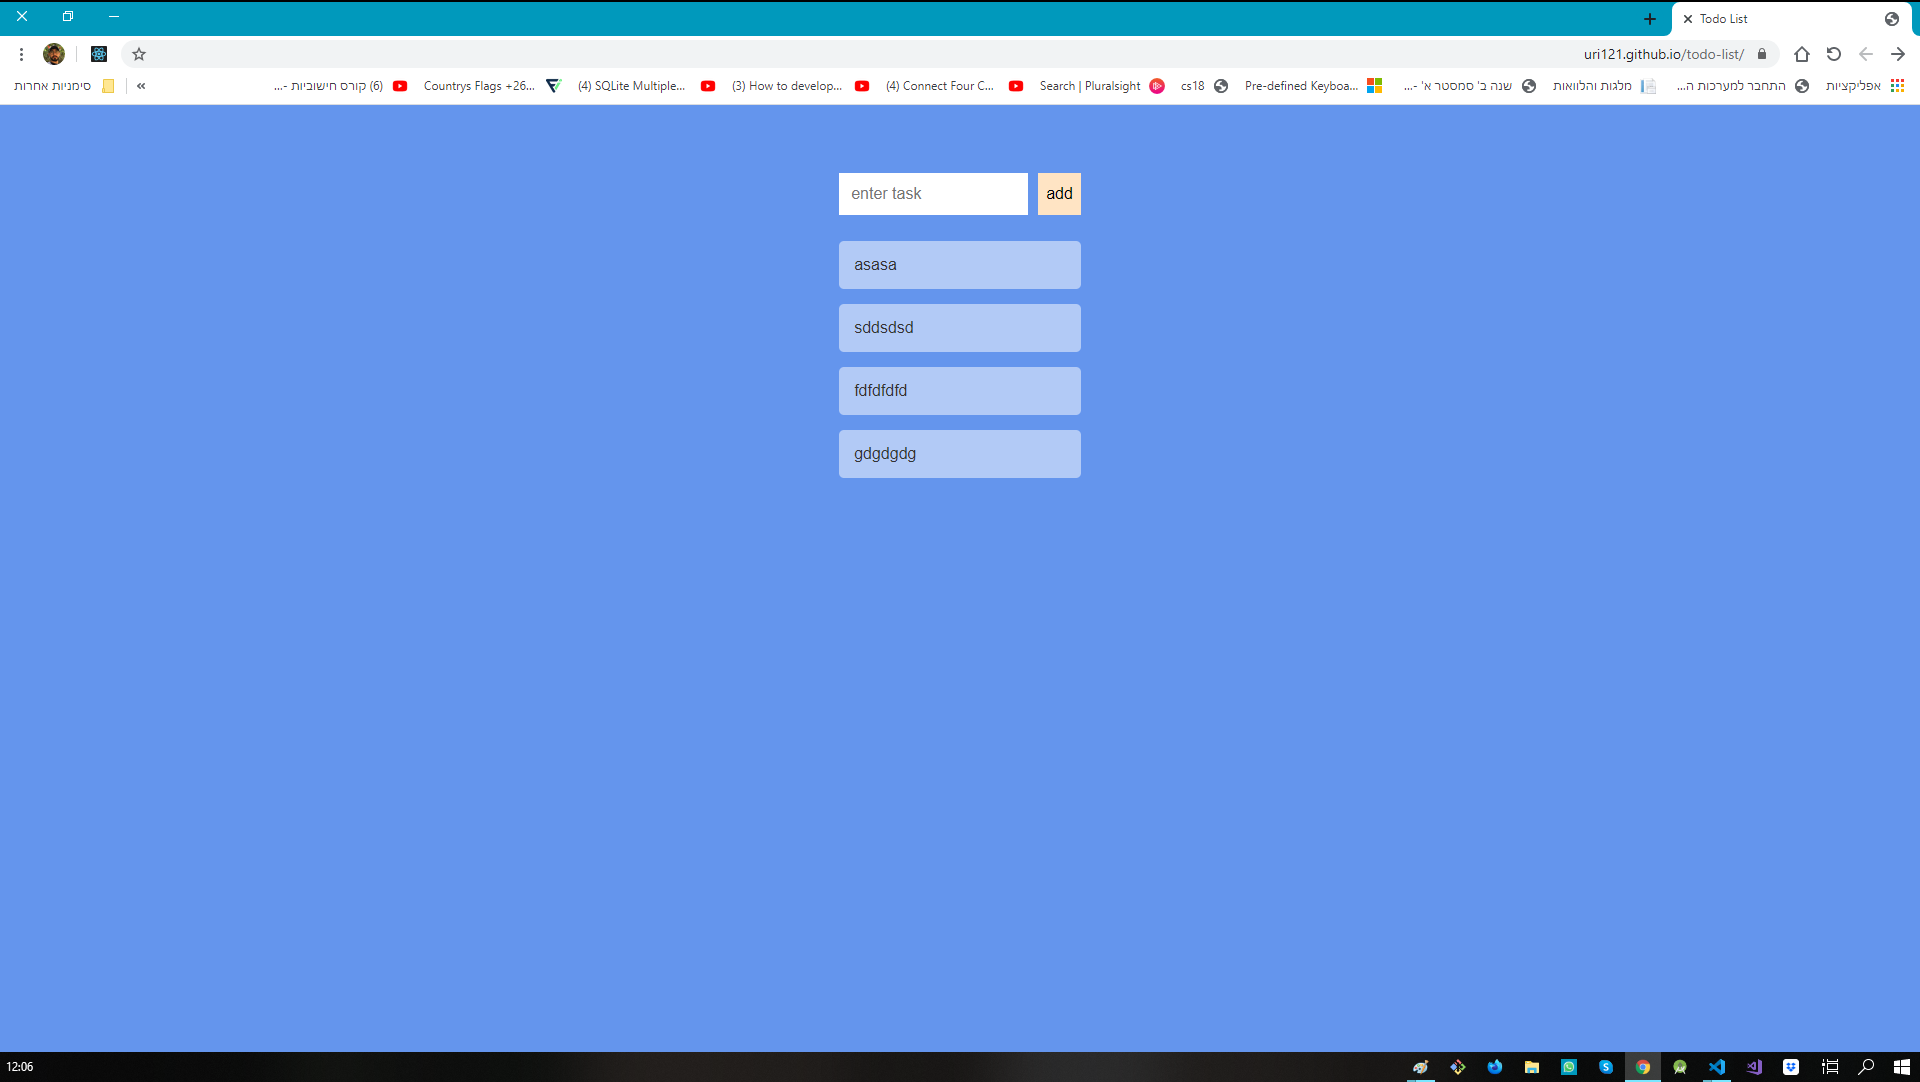 Todo List
uri121.github.io/todo-list/
אפליקציות
התחבר למערכות ה...
מלגות והלוואות
שנה ב' סמסטר א' -...
Pre-defined Keyboa...
cs18
Search | Pluralsight
(4) Connect Four C...
(3) How to develop...
(4) SQLite Multiple...
Countrys Flags +26...
(6) קורס חישוביות -...
סימניות אחרות
enter task
add
asasa
sddsdsd
fdfdfdfd
gdgdgdg
12:06